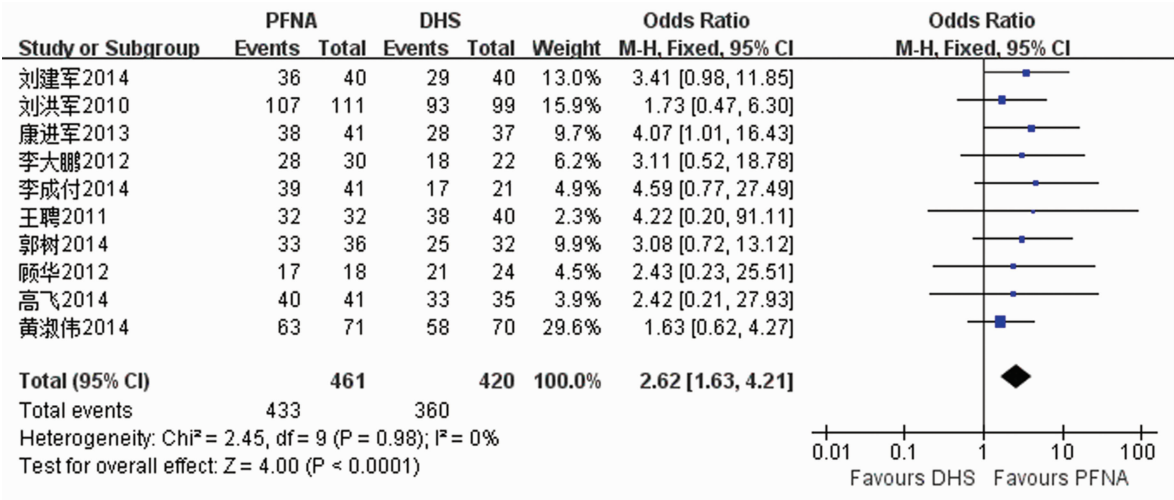 PFNA DHS Odds Ratio Odds Ratio
Study or Subgroup Events Total Events Total Weight M-H, Fixed, 95% CI M-H, Fixed, 95% CI
刘建军2014 36 40 29 40 13.0% 3.41 [0.98, 11.85]
刘洪军2010 107 111 93 99 15.9% 1.73 [0.47, 6.30]
康进军2013 38 41 28 37 9.7% 4.07 [1.01, 16.43]
李大鹏2012 28 30 18 22 6.2% 3.11 [0.52, 18.78]
李成付2014 39 41 17 21 4.9% 4.59 [0.77, 27.49]
王聘2011 32 32 38 40 2.3% 4.22 [0.20, 91.11]
郭树2014 33 36 25 32 9.9% 3.08 [0.72, 13.12]
顾华2012 17 18 21 24 4.5% 2.43 [0.23, 25.51]
高飞2014 40 41 33 35 3.9% 2.42 [0.21, 27.93]
黄淑伟2014 63 71 58 70 29.6% 1.63 [0.62, 4.27]
Total (95% CI) 461 420 100.0% 2.62 [1.63, 4.21]
Total events 433 360
Heterogeneity: Chi² = 2.45, df = 9 (P = 0.98); I² = 0%
Test for overall effect: Z = 4.00 (P < 0.0001)
0.01 0.1 1 10 100
Favours DHS Favours PFNA